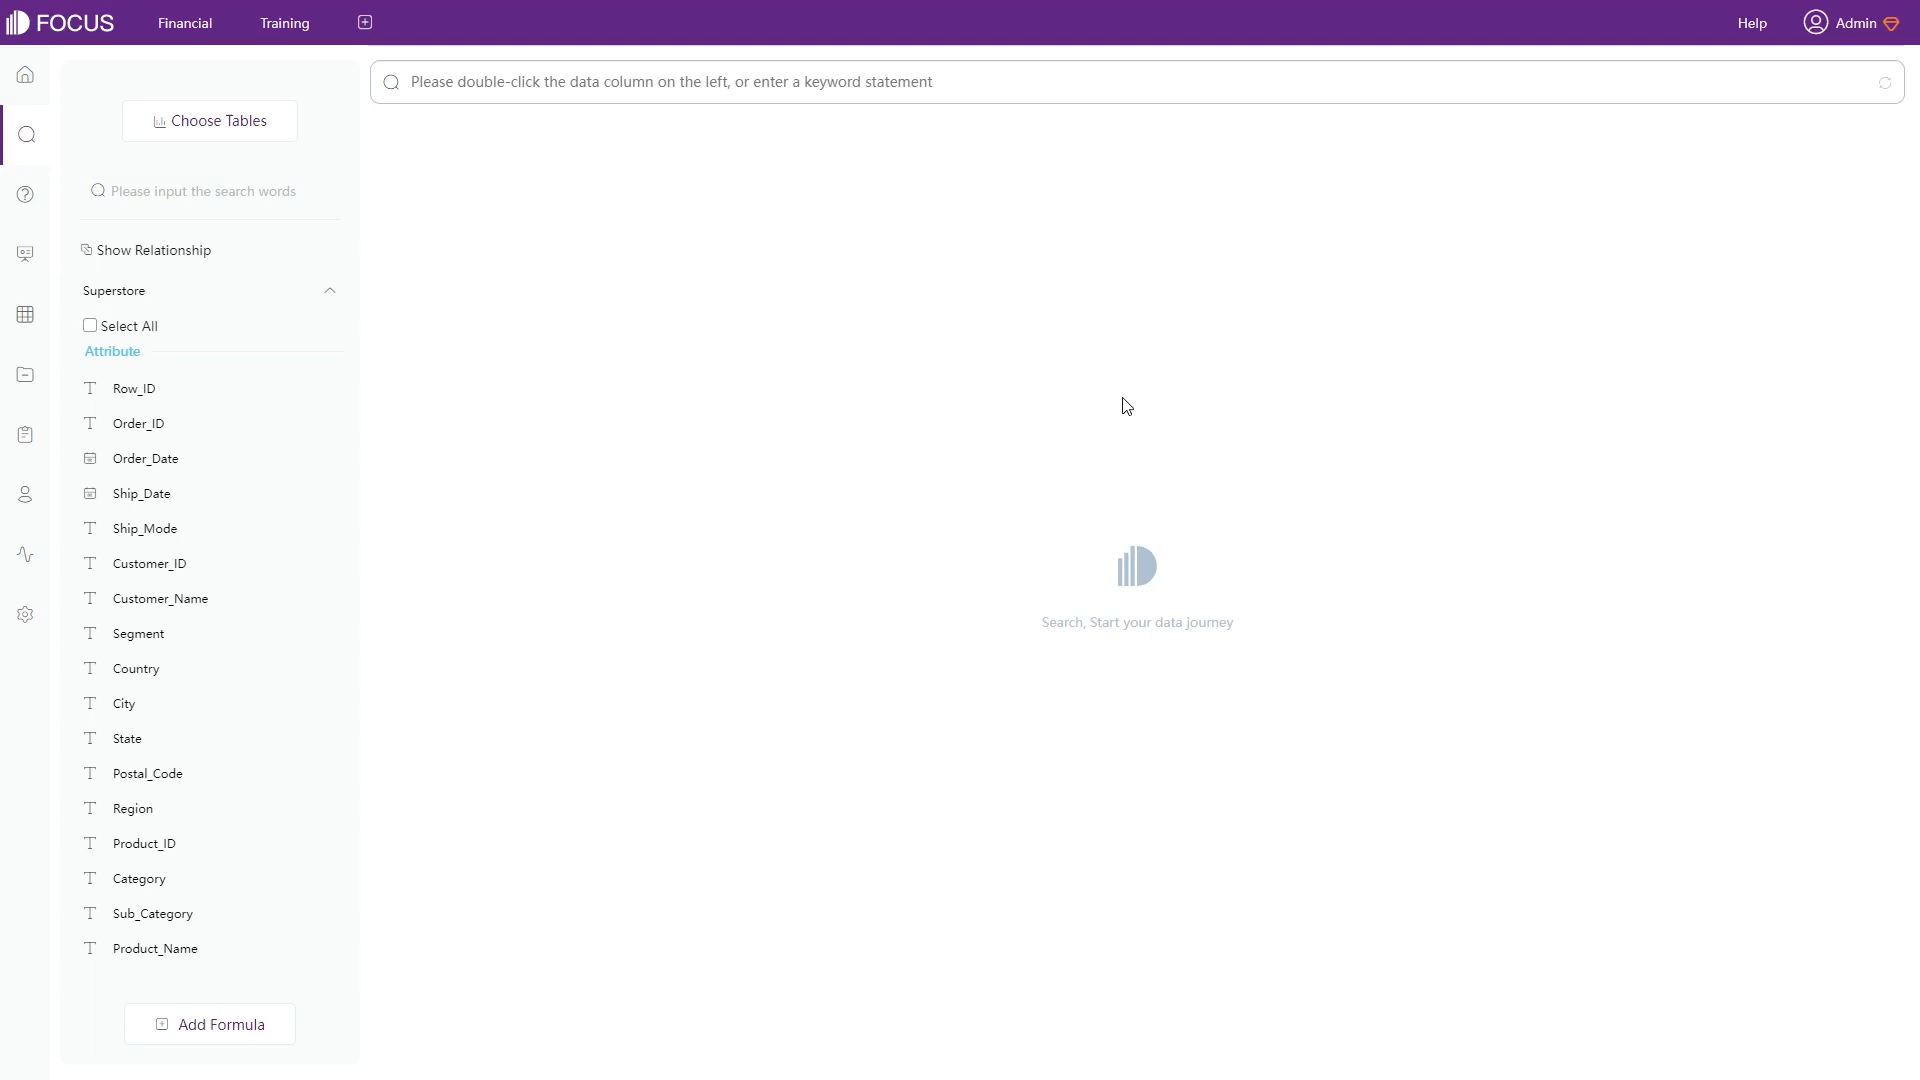 FOCUS
Financial
Training
Help
Admin
Choose Tables
Please input the search words
Show Relationship
Superstore
Select All
Attribute
Row_ID
Order_ID
Order_Date
Ship_Date
Ship_Mode
Customer_ID
Customer_Name
Segment
Country
City
State
Postal_Code
Region
Product_ID
Category
Sub_Category
Product_Name
Add Formula
Please double-click the data column on the left, or enter a keyword statement
Search, Start your data journey